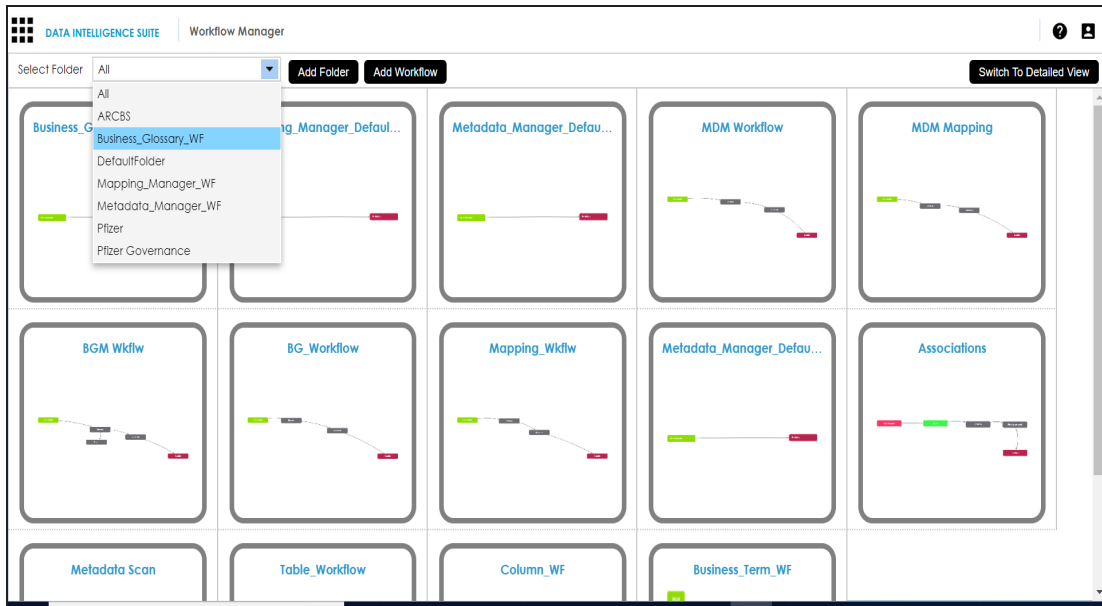 DATA INTELLIGENCE SUITE Workflow Manager
Select Folder All Add Folder Add Workflow Switch To Detailed View
All
ARCBS
Business_Glossary_WF
DefaultFolder
Mapping_Manager_WF
Metadata_Manager_WF
Pfizer
Pfizer Governance
Business_G ng_Manager_Defaul... Metadata_Manager_Defau... MDM Workflow MDM Mapping
BGM Wkflw BG_Workflow Mapping_Wkflw Metadata_Manager_Defau... Associations
Metadata Scan Table_Workflow Column_WF Business_Term_WF